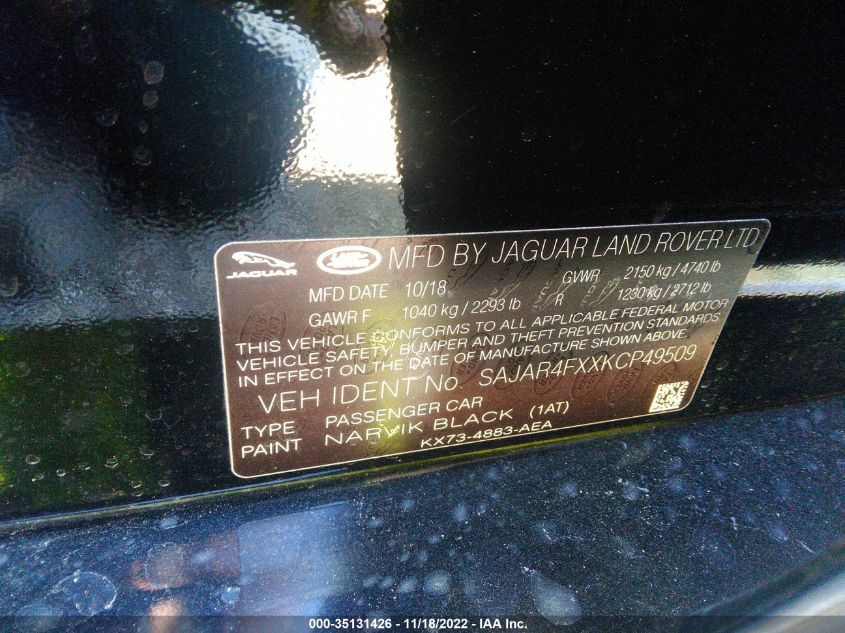 JAGUAR LAND ROVER MFD BY JAGUAR LAND ROVER LTD
MFD DATE 10/18 GVWR 2150 kg / 4740 lb
GAWR F 1040 kg / 2293 lb R 1230 kg / 2712 lb
THIS VEHICLE CONFORMS TO ALL APPLICABLE FEDERAL MOTOR
VEHICLE SAFETY, BUMPER AND THEFT PREVENTION STANDARDS
IN EFFECT ON THE DATE OF MANUFACTURE SHOWN ABOVE.
VEH IDENT No. SAJAR4FXXKCP49509
TYPE PASSENGER CAR
PAINT NARVIK BLACK (1AT)
KX73-4883-AEA
000-35131426 - 11/18/2022 - IAA Inc.